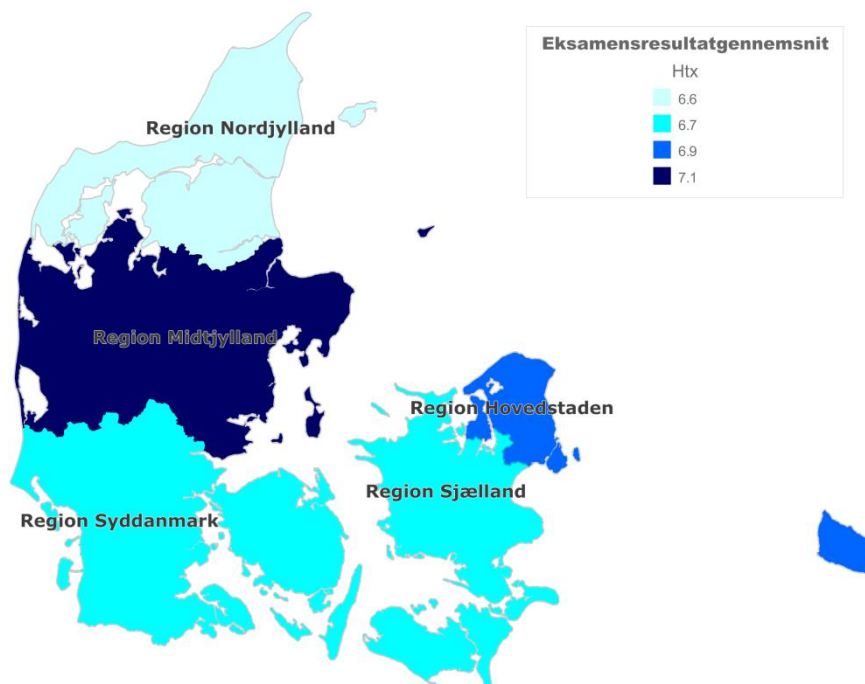 Eksamensresultatgennemsnit
Htx
6.6
6.7
6.9
7.1
Region Nordjylland
Region Midtjylland
Region Hovedstaden
Region Sjælland
Region Syddanmark